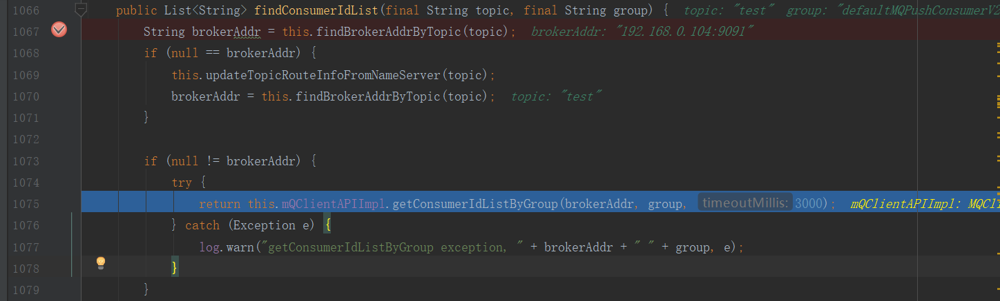 1066 public List<String> findConsumerIdList(final String topic, final String group) { topic: "test" group: "defaultMQPushConsumerV2
1067 String brokerAddr = this.findBrokerAddrByTopic(topic); brokerAddr: "192.168.0.104:9091"
1068 if (null == brokerAddr) {
1069 this.updateTopicRouteInfoFromNameServer(topic);
1070 brokerAddr = this.findBrokerAddrByTopic(topic); topic: "test"
1071 }
1072
1073 if (null != brokerAddr) {
1074 try {
1075 return this.mQClientAPIImpl.getConsumerIdListByGroup(brokerAddr, group, timeoutMillis: 3000); mQClientAPIImpl: MQCli
1076 } catch (Exception e) {
1077 log.warn("getConsumerIdListByGroup exception, " + brokerAddr + " " + group, e);
1078 }
1079 }